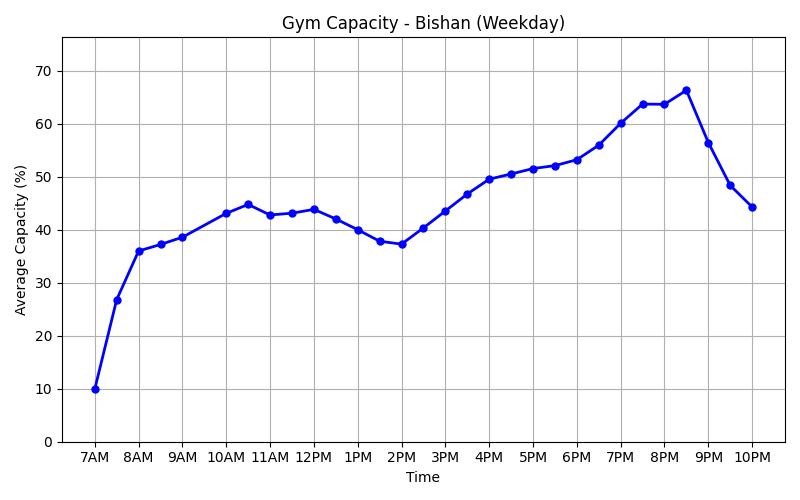 Gym Capacity - Bishan (Weekday)
Average Capacity (%)
70
60
50
40
30
20
10
0
7AM 8AM 9AM 10AM 11AM 12PM 1PM 2PM 3PM 4PM 5PM 6PM 7PM 8PM 9PM 10PM
Time